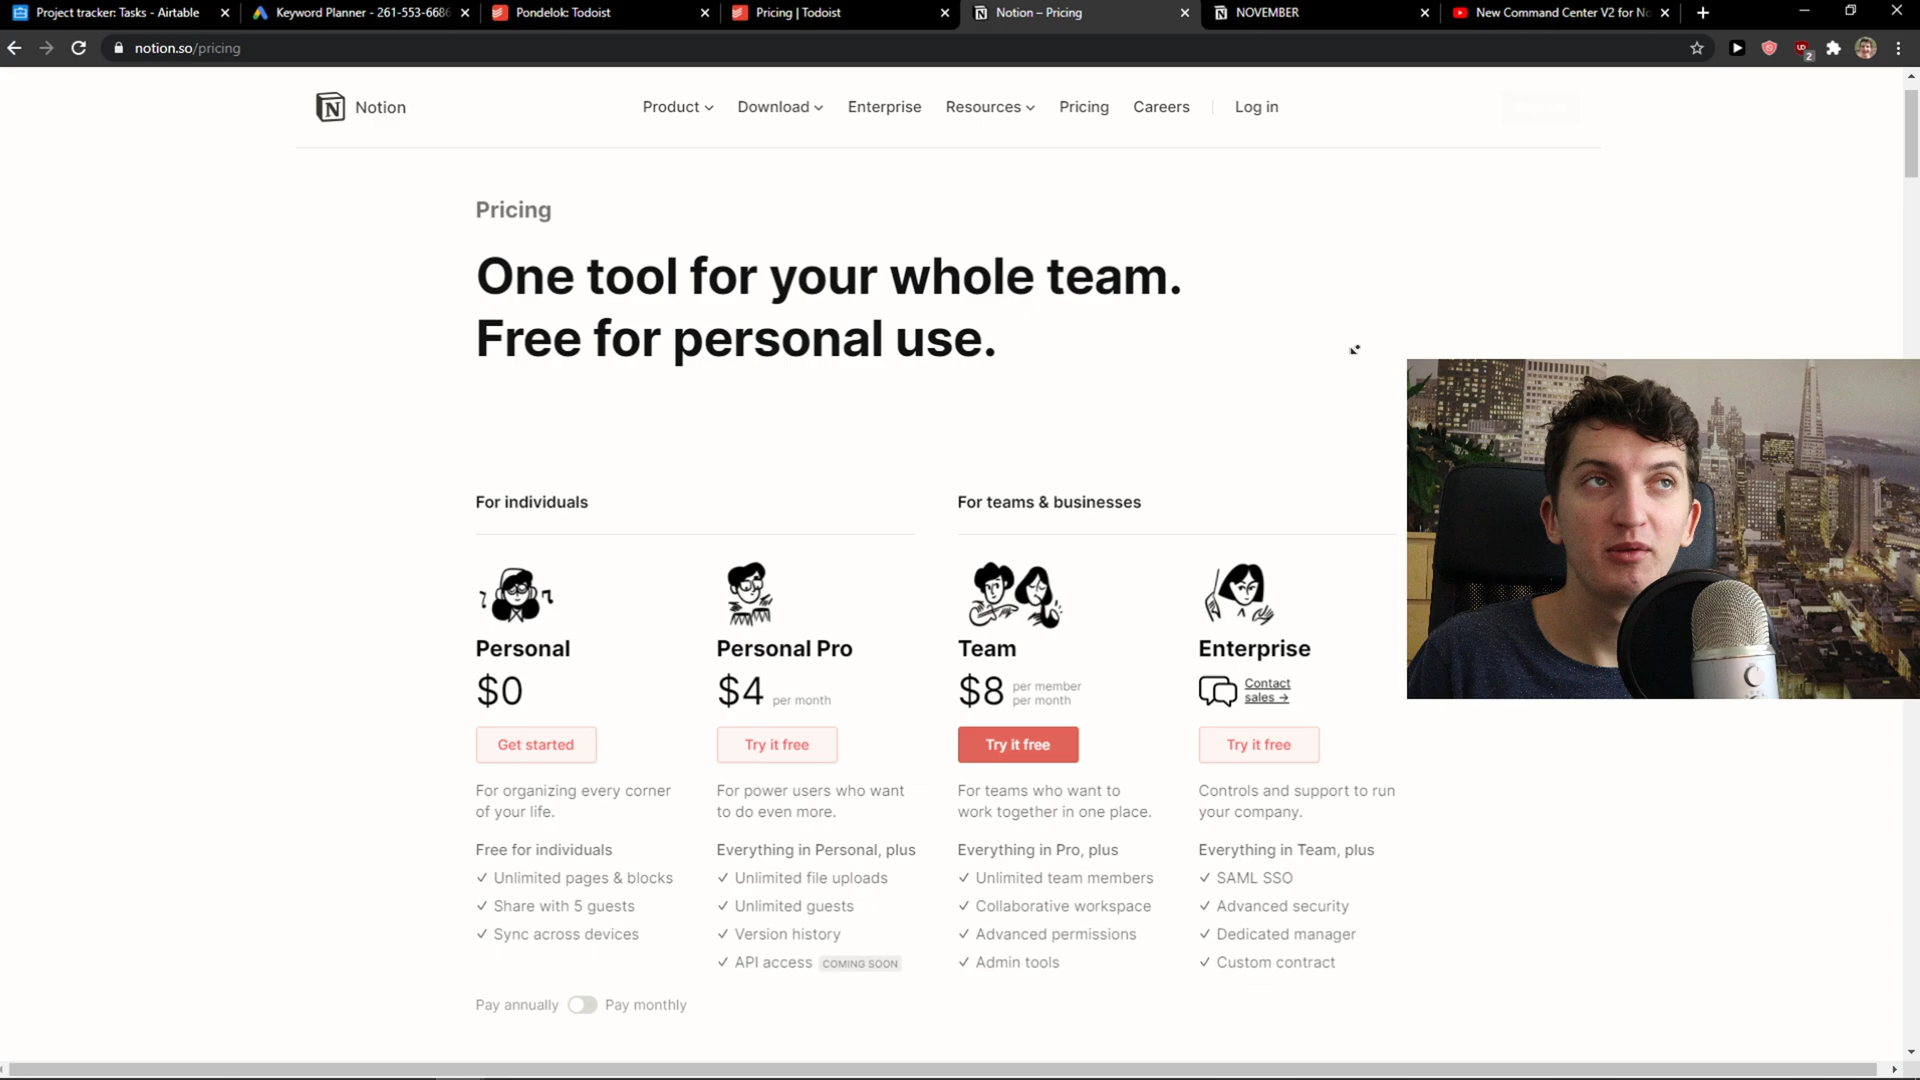 Project tracker: Tasks - Airtable
Keyword Planner - 261-553-6686
Pondelok: Todoist
Pricing | Todoist
Notion – Pricing
NOVEMBER
New Command Center V2 for No
notion.so/pricing
2
Notion
Product
Download
Enterprise
Resources
Pricing
Careers
Log in
Pricing
One tool for your whole team.
Free for personal use.
For individuals
For teams & businesses
Personal
Personal Pro
Team
Enterprise
$0
$4 per month
$8 per member
per month
Contact
sales →
Get started
Try it free
Try it free
Try it free
For organizing every corner
of your life.
For power users who want
to do even more.
For teams who want to
work together in one place.
Controls and support to run
your company.
Free for individuals
✓ Unlimited pages & blocks
✓ Share with 5 guests
✓ Sync across devices
Everything in Personal, plus
✓ Unlimited file uploads
✓ Unlimited guests
✓ Version history
✓ API access COMING SOON
Everything in Pro, plus
✓ Unlimited team members
✓ Collaborative workspace
✓ Advanced permissions
✓ Admin tools
Everything in Team, plus
✓ SAML SSO
✓ Advanced security
✓ Dedicated manager
✓ Custom contract
Pay annually
Pay monthly